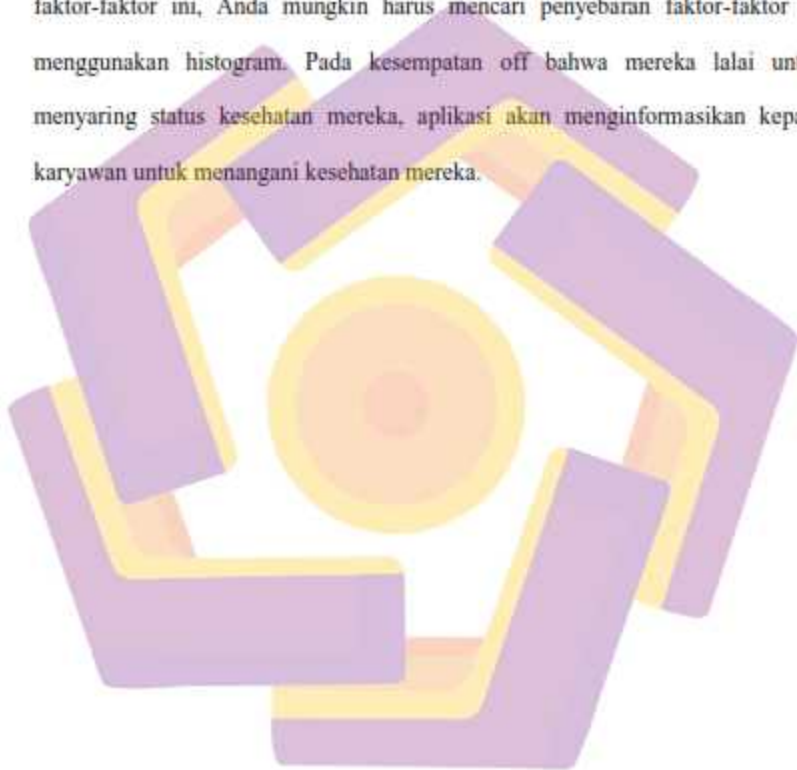 faktor-faktor ini, Anda mungkin harus mencari penyebaran faktor-faktor
menggunakan histogram. Pada kesempatan off bahwa mereka lalai un
menyaring status kesehatan mereka, aplikasi akan menginformasikan kepa
karyawan untuk menangani kesehatan mereka.